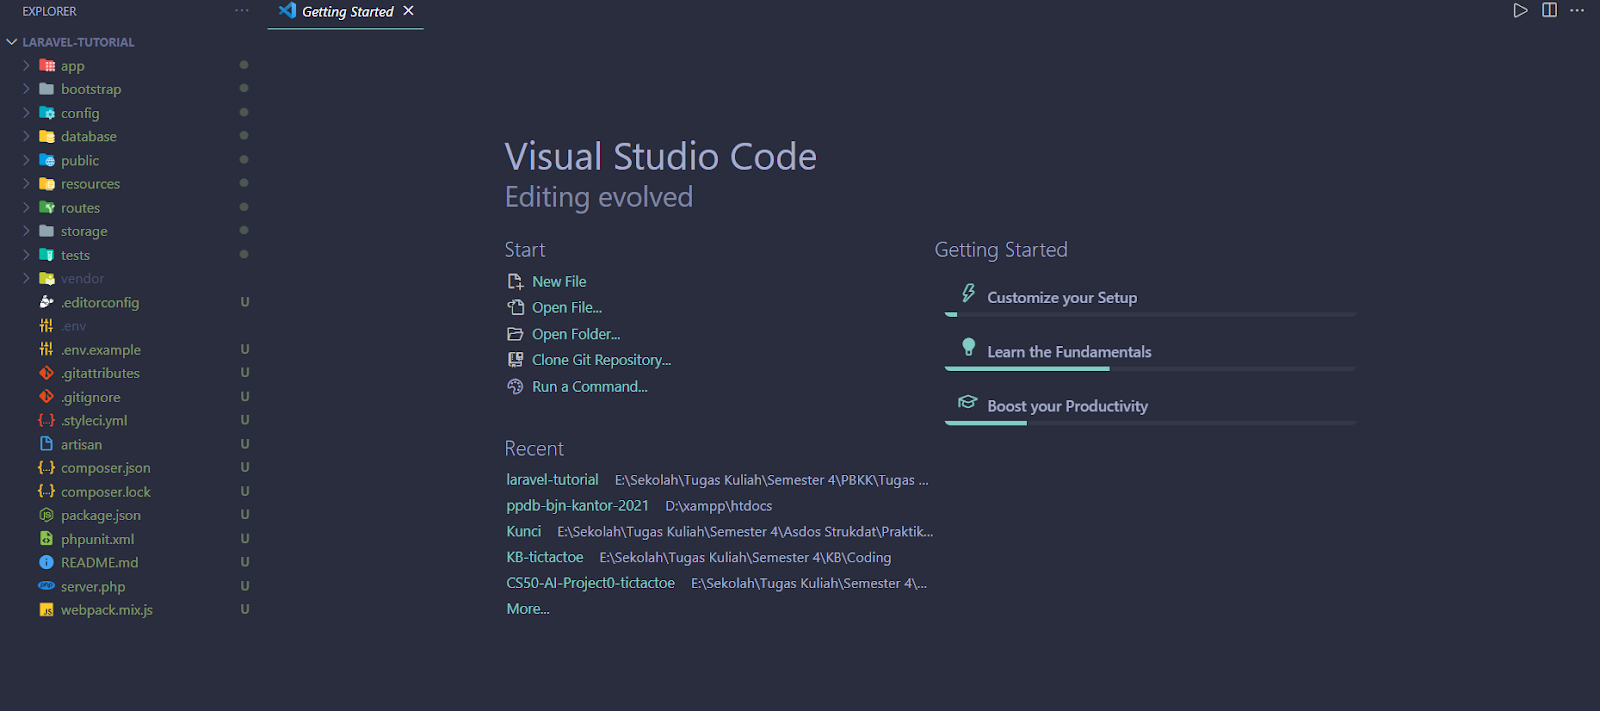 EXPLORER
Getting Started
LARAVEL-TUTORIAL
app
bootstrap
config
database
public
resources
routes
storage
tests
vendor
.editorconfig U
.env
.env.example U
.gitattributes U
.gitignore U
.styleci.yml U
artisan U
composer.json U
composer.lock U
package.json U
phpunit.xml U
README.md U
server.php U
webpack.mix.js U
Visual Studio Code
Editing evolved
Start
New File
Open File...
Open Folder...
Clone Git Repository...
Run a Command...
Recent
laravel-tutorial E:\Sekolah\Tugas Kuliah\Semester 4\PBKK\Tugas ...
ppdb-bjn-kantor-2021 D:\xampp\htdocs
Kunci E:\Sekolah\Tugas Kuliah\Semester 4\Asdos Strukdat\Praktik...
KB-tictactoe E:\Sekolah\Tugas Kuliah\Semester 4\KB\Coding
CS50-AI-Project0-tictactoe E:\Sekolah\Tugas Kuliah\Semester 4\...
More...
Getting Started
Customize your Setup
Learn the Fundamentals
Boost your Productivity